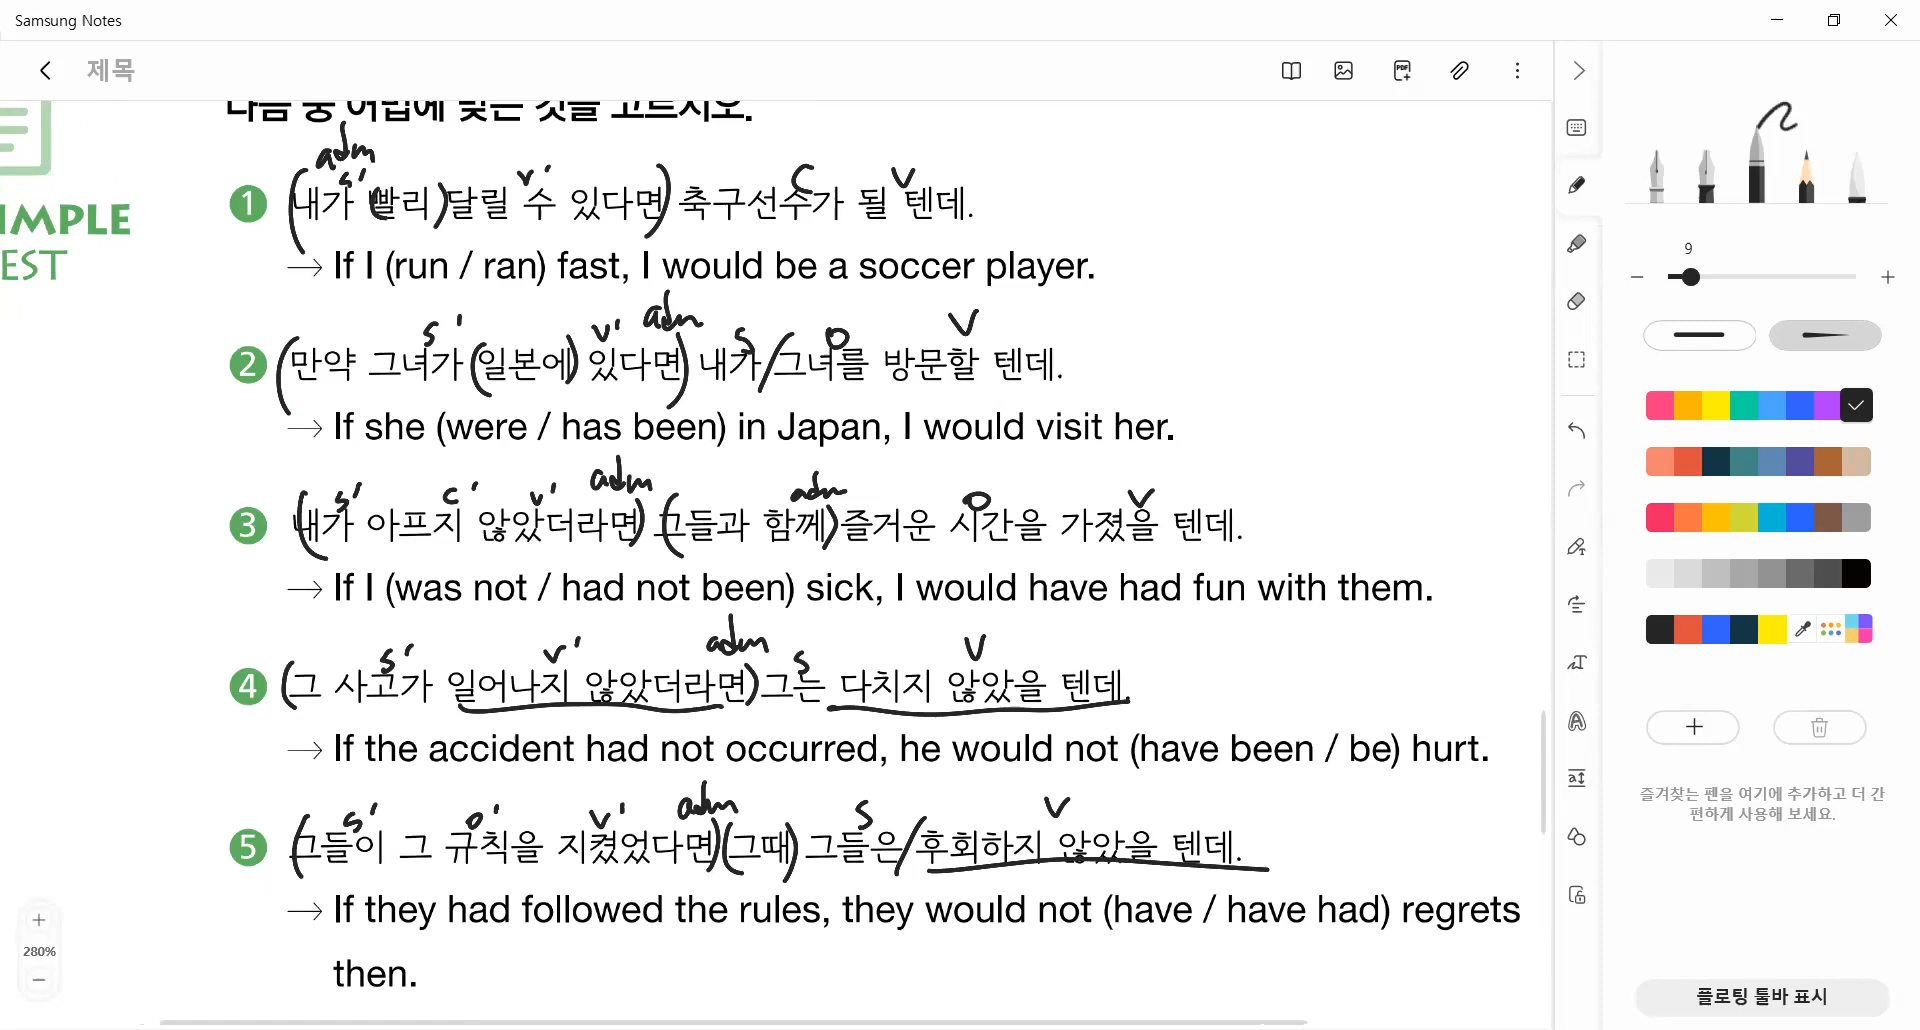 Samsung Notes
제목
다음 중 어법에 맞는 것을 고르시오.
IMPLE
EST
adm
s' v' c v
1 (내가 (빨리) 달릴 수 있다면) 축구선수가 될 텐데.
→ If I (run / ran) fast, I would be a soccer player.
s' v' adm s o v
2 (만약 그녀가 (일본에) 있다면) 내가 / 그녀를 방문할 텐데.
→ If she (were / has been) in Japan, I would visit her.
s' c' v' adm adm o v
3 (내가 아프지 않았더라면) (그들과 함께) 즐거운 시간을 가졌을 텐데.
→ If I (was not / had not been) sick, I would have had fun with them.
s' v' adm s v
4 (그 사고가 일어나지 않았더라면) 그는 다치지 않았을 텐데.
→ If the accident had not occurred, he would not (have been / be) hurt.
s' o' v' adm s v
5 (그들이 그 규칙을 지켰었다면) (그때) 그들은 / 후회하지 않았을 텐데.
→ If they had followed the rules, they would not (have / have had) regrets
then.
+
280%
−
PDF
9
− +
+
즐겨찾는 펜을 여기에 추가하고 더 간
편하게 사용해 보세요.
플로팅 툴바 표시